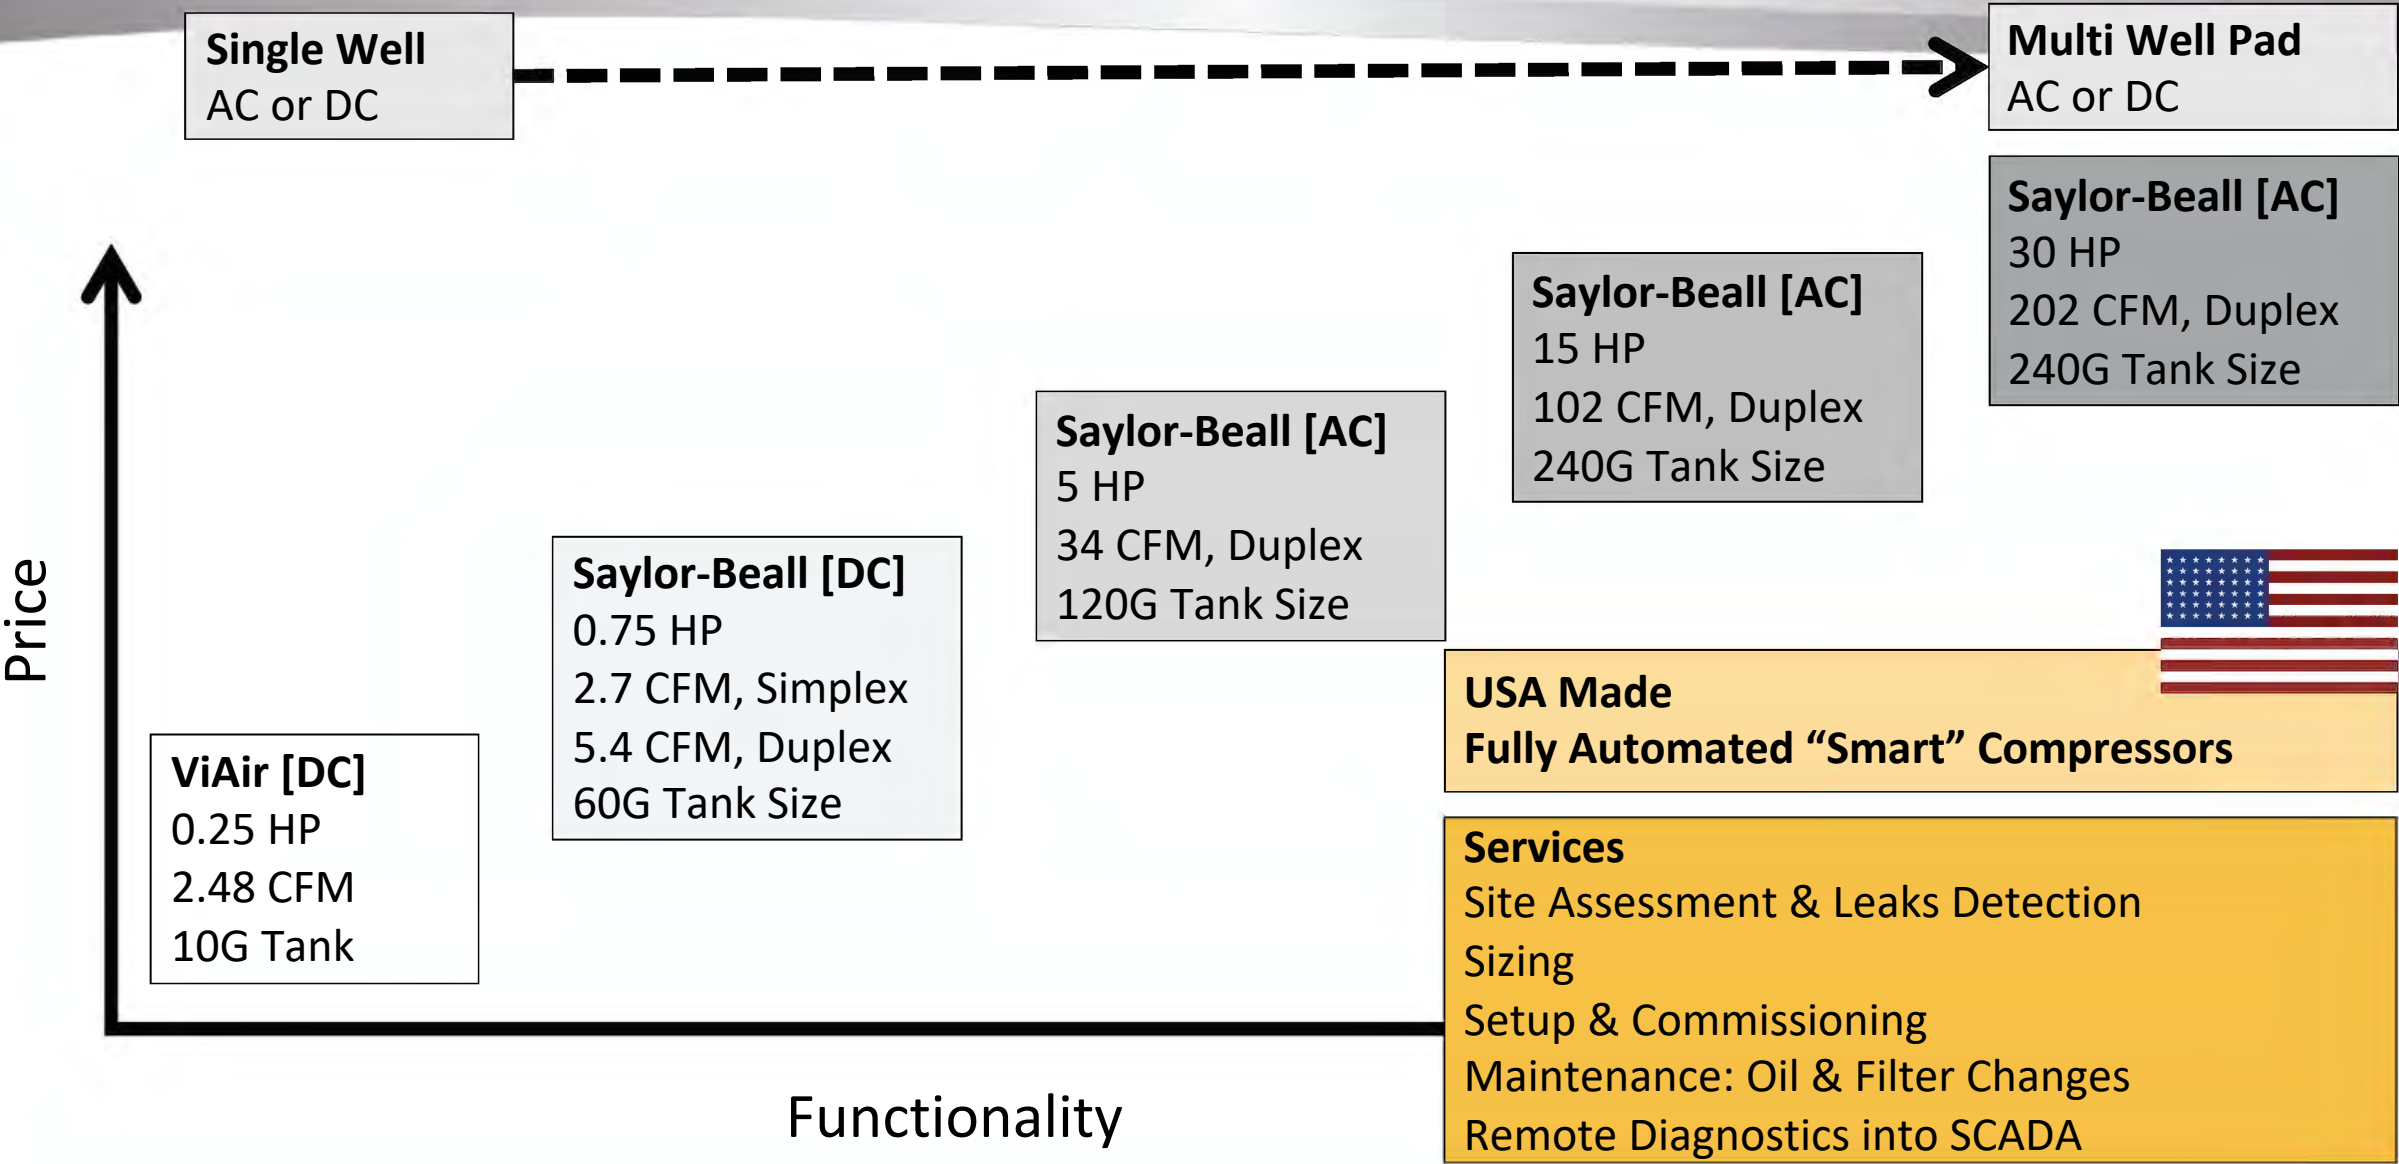 Single Well
AC or DC
Multi Well Pad
AC or DC
Saylor-Beall [AC]
30 HP
202 CFM, Duplex
240G Tank Size
Saylor-Beall [AC]
15 HP
102 CFM, Duplex
240G Tank Size
Saylor-Beall [AC]
5 HP
34 CFM, Duplex
120G Tank Size
Saylor-Beall [DC]
0.75 HP
2.7 CFM, Simplex
5.4 CFM, Duplex
60G Tank Size
ViAir [DC]
0.25 HP
2.48 CFM
10G Tank
Price
Functionality
USA Made
Fully Automated “Smart” Compressors
Services
Site Assessment & Leaks Detection
Sizing
Setup & Commissioning
Maintenance: Oil & Filter Changes
Remote Diagnostics into SCADA